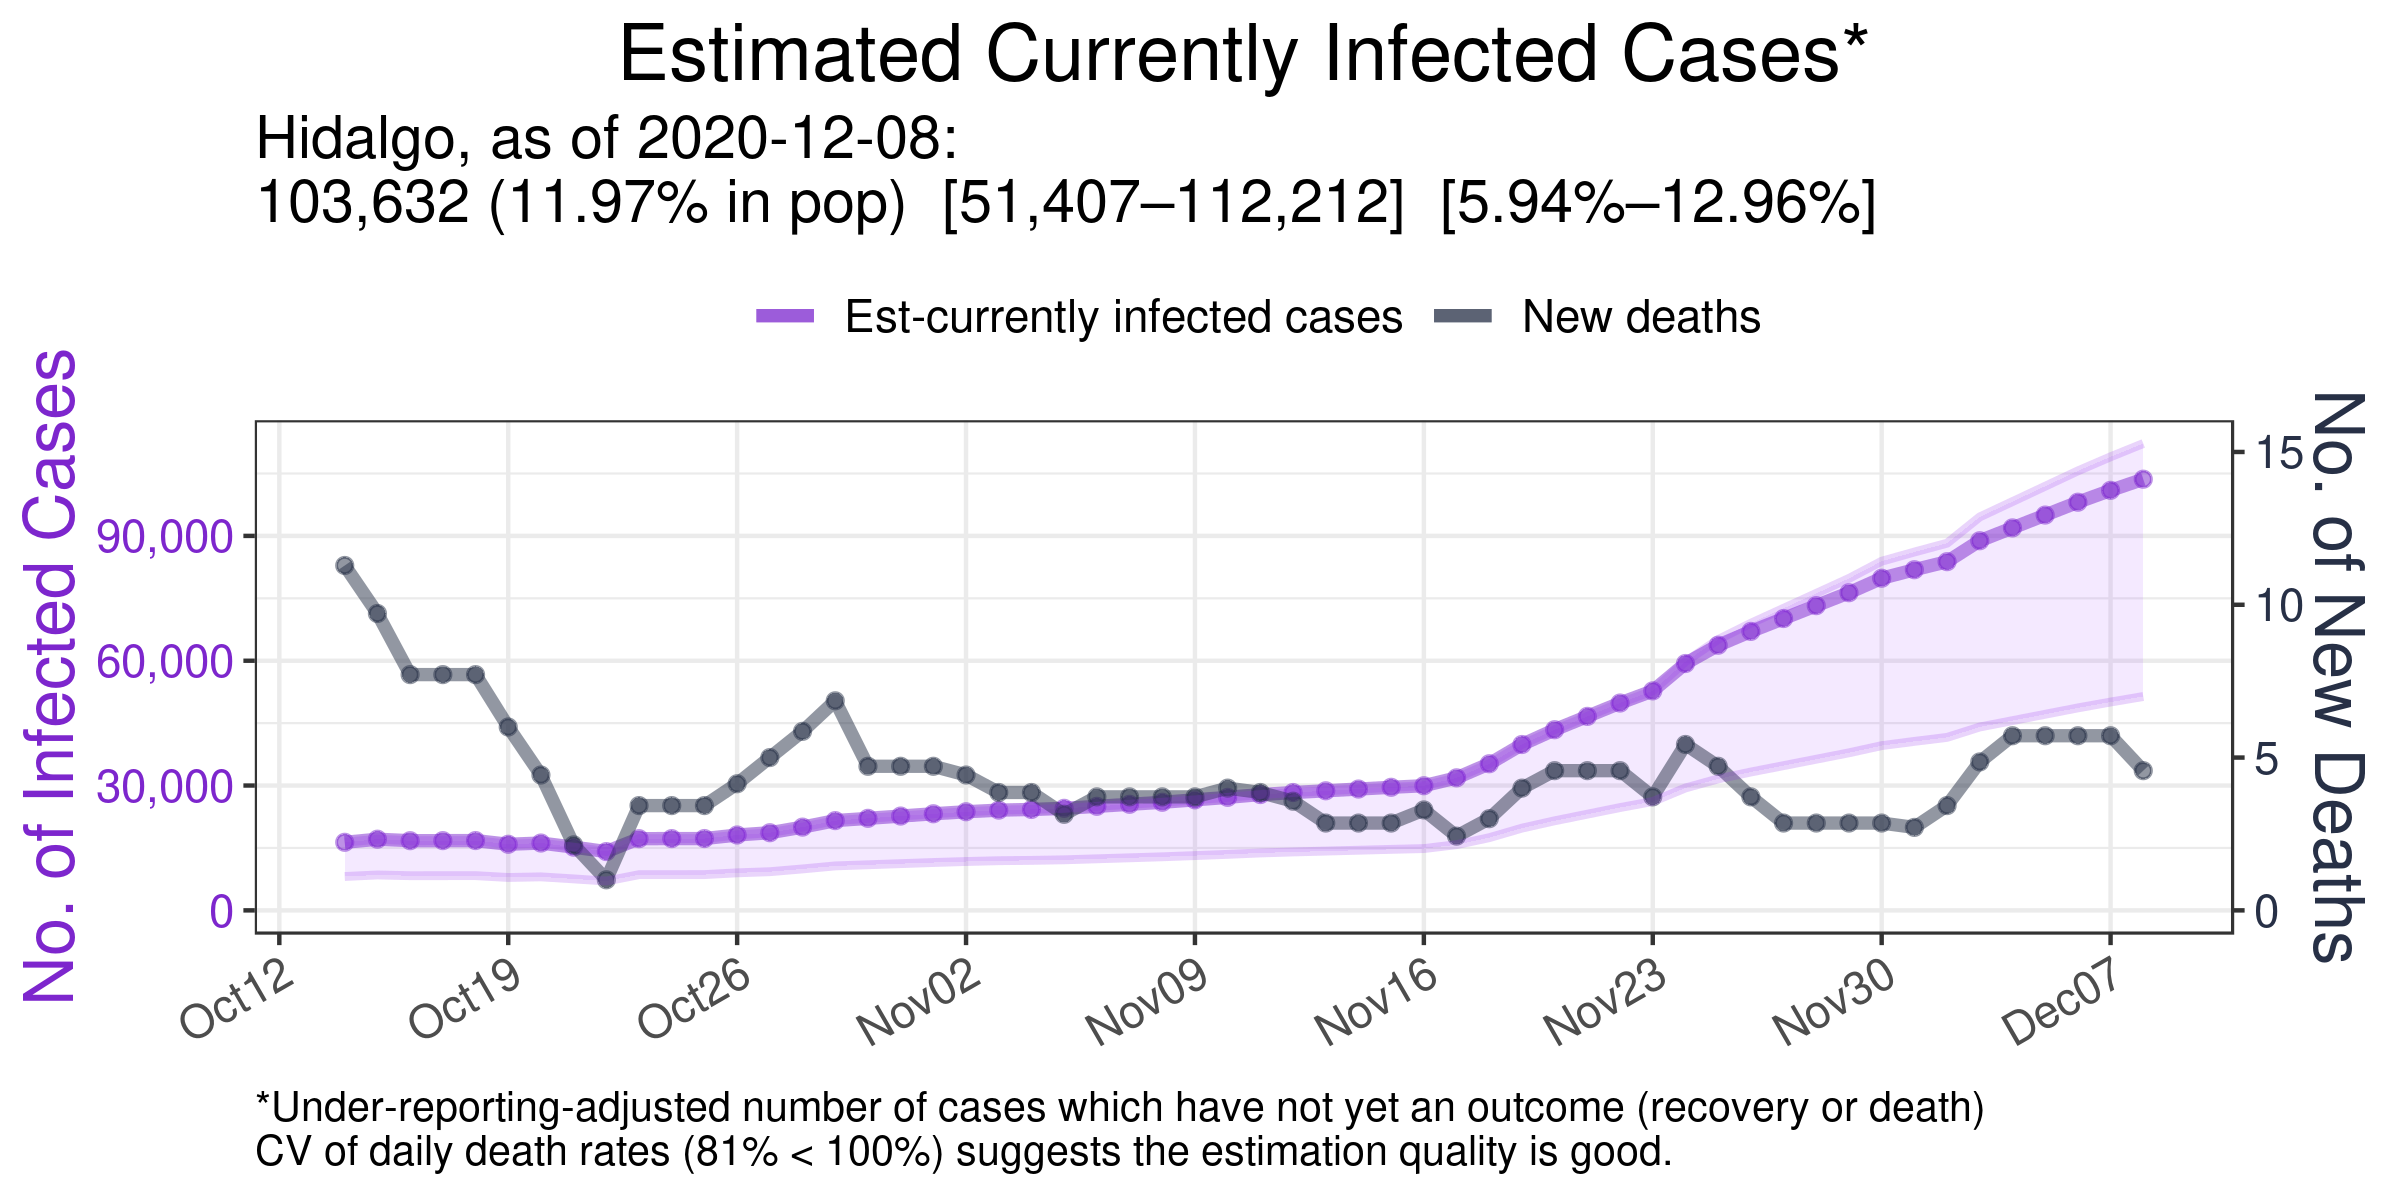 Estimated Currently Infected Cases*
Hidalgo, as of 2020-12-08:
103,632 (11.97% in pop)  [51,407–112,212]  [5.94%–12.96%]
Est-currently infected cases
New deaths
No. of Infected Cases
90,000
60,000
30,000
0
15
10
5
0
No. of New Deaths
Oct12
Oct19
Oct26
Nov02
Nov09
Nov16
Nov23
Nov30
Dec07
*Under-reporting-adjusted number of cases which have not yet an outcome (recovery or death)
CV of daily death rates (81% < 100%) suggests the estimation quality is good.